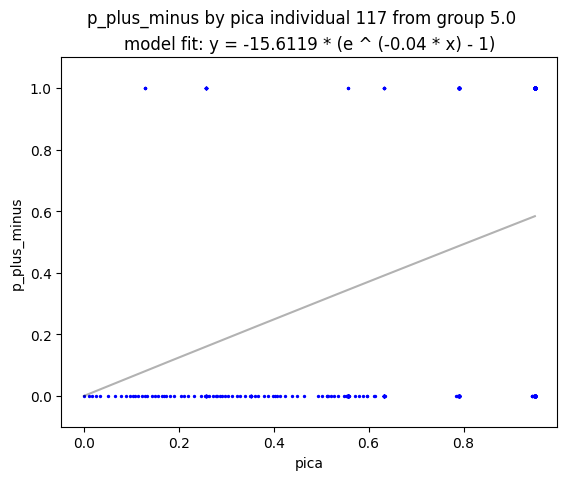 p_plus_minus by pica individual 117 from group 5.0
model fit: y = -15.6119 * (e ^ (-0.04 * x) - 1)
1.0
0.8
0.6
0.4
0.2
0.0
p_plus_minus
0.0 0.2 0.4 0.6 0.8
pica